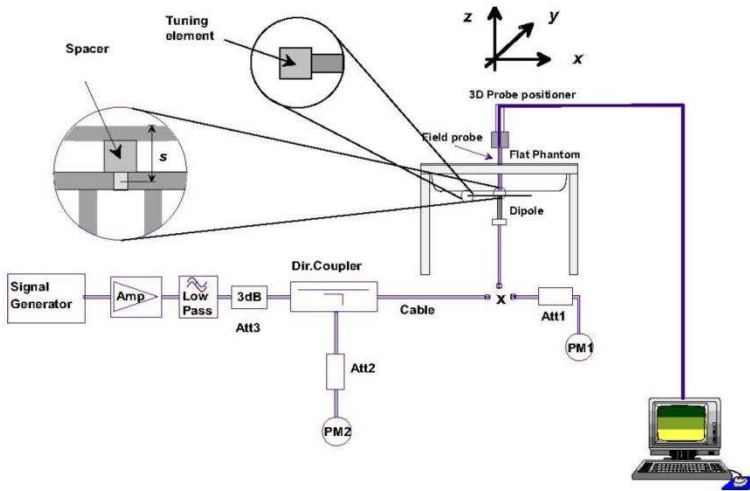 Tuning
element
Spacer
s
z
y
x
3D Probe positioner
Field probe
Flat Phantom
Dipole
Signal
Generator
Amp
Low
Pass
3dB
Att3
Dir.Coupler
Cable
x
Att1
PM1
Att2
PM2